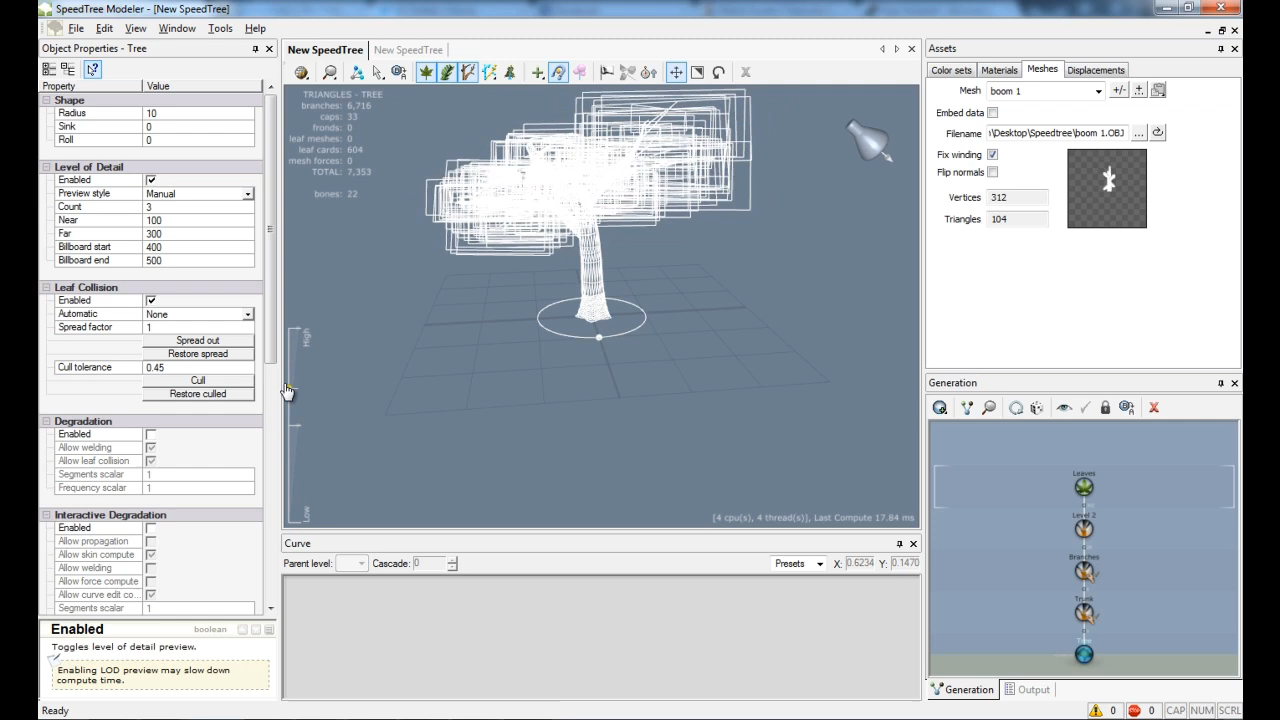 SpeedTree Modeler - [New SpeedTree]
File Edit View Window Tools Help
Object Properties - Tree
Property Value
Shape
Radius 10
Sink 0
Roll 0
Level of Detail
Enabled
Preview style Manual
Count 3
Near 100
Far 300
Billboard start 400
Billboard end 500
Leaf Collision
Enabled
Automatic None
Spread factor 1
Spread out
Restore spread
Cull tolerance 0.45
Cull
Restore culled
Degradation
Enabled
Allow welding
Allow leaf collision
Segments scalar 1
Frequency scalar 1
Interactive Degradation
Enabled
Allow propagation
Allow skin compute
Allow welding
Allow force compute
Allow curve edit co...
Segments scalar 1
Enabled boolean
Toggles level of detail preview.
Enabling LOD preview may slow down
compute time.
Ready
New SpeedTree New SpeedTree
TRIANGLES - TREE
branches: 6,716
caps: 33
fronds: 0
leaf meshes: 0
leaf cards: 604
mesh forces: 0
TOTAL: 7,353
bones: 22
High
Low
[4 cpu(s), 4 thread(s)], Last Compute 17.84 ms
Curve
Parent level: Cascade: 0 Presets X: 0.6234 Y: 0.1470
Assets
Color sets Materials Meshes Displacements
Mesh boom 1 +/-
Embed data
Filename \Desktop\Speedtree\boom 1.OBJ ...
Fix winding
Flip normals
Vertices 312
Triangles 104
Generation
Leaves
Level 2
Branches
Trunk
Tree
Generation Output
0 0 CAP NUM SCRL